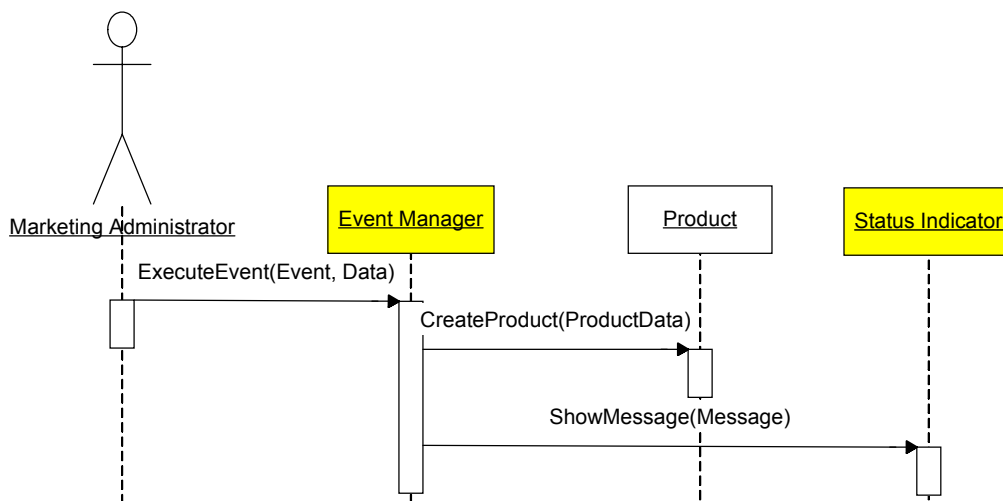 Marketing Administrator
Event Manager
Product
Status Indicator
ExecuteEvent(Event, Data)
CreateProduct(ProductData)
ShowMessage(Message)